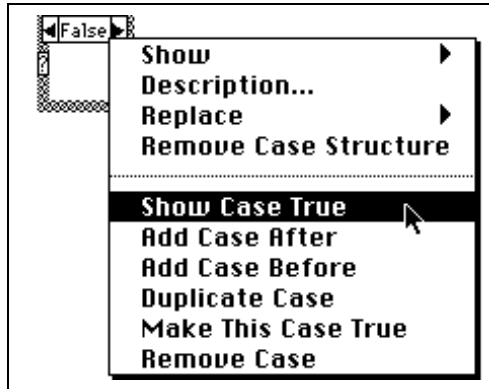 False
?
Show
Description...
Replace
Remove Case Structure
Show Case True
Add Case After
Add Case Before
Duplicate Case
Make This Case True
Remove Case